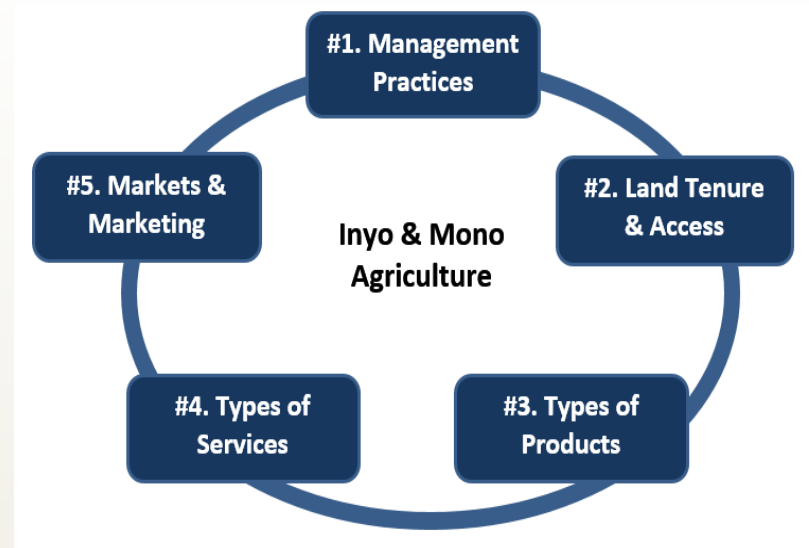 #1. Management
Practices
#5. Markets &
Marketing
#2. Land Tenure
& Access
Inyo & Mono
Agriculture
#4. Types of
Services
#3. Types of
Products